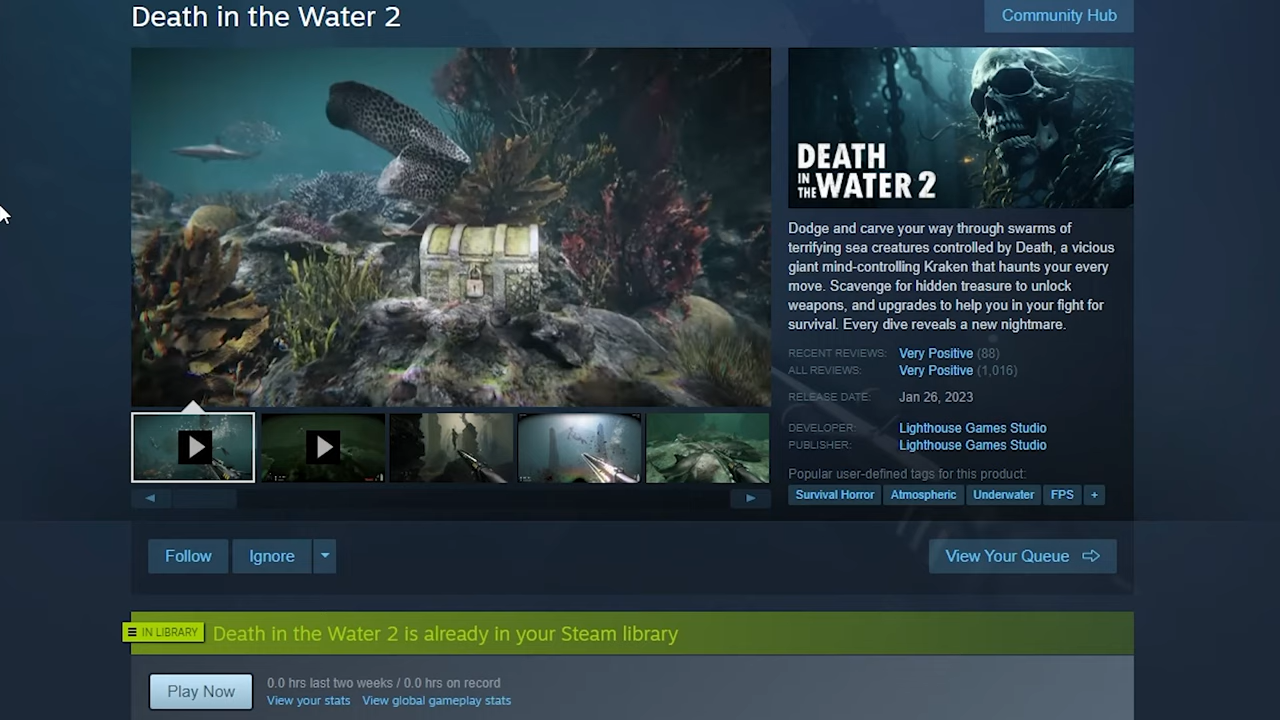 Death in the Water 2
Community Hub
DEATH
IN THE WATER 2
Dodge and carve your way through swarms of
terrifying sea creatures controlled by Death, a vicious
giant mind-controlling Kraken that haunts your every
move. Scavenge for hidden treasure to unlock
weapons, and upgrades to help you in your fight for
survival. Every dive reveals a new nightmare.
RECENT REVIEWS: Very Positive (88)
ALL REVIEWS: Very Positive (1,016)
RELEASE DATE: Jan 26, 2023
DEVELOPER: Lighthouse Games Studio
PUBLISHER: Lighthouse Games Studio
Popular user-defined tags for this product:
Survival Horror Atmospheric Underwater FPS +
Follow Ignore View Your Queue
IN LIBRARY Death in the Water 2 is already in your Steam library
Play Now
0.0 hrs last two weeks / 0.0 hrs on record
View your stats View global gameplay stats